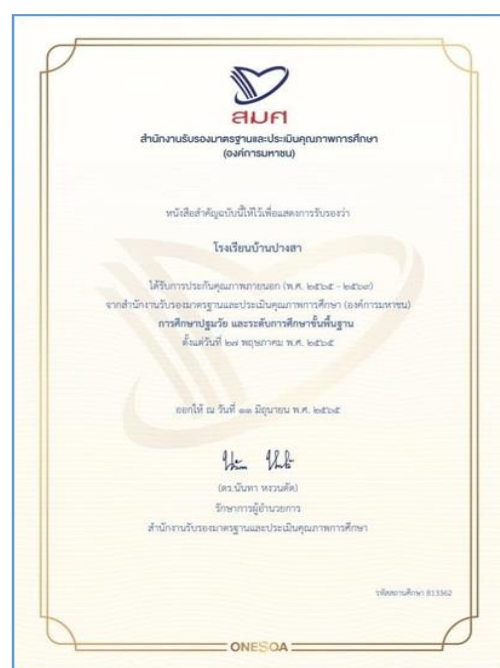 สมศ
สำนักงานรับรองมาตรฐานและประเมินคุณภาพการศึกษา
(องค์การมหาชน)
หนังสือสำคัญฉบับนี้ให้ไว้เพื่อแสดงการรับรองว่า
โรงเรียนบ้านปางสา
ได้รับการประกันคุณภาพภายนอก (พ.ศ. ๒๕๖๕ - ๒๕๖๙)
จากสำนักงานรับรองมาตรฐานและประเมินคุณภาพการศึกษา (องค์การมหาชน)
การศึกษาปฐมวัย และระดับการศึกษาขั้นพื้นฐาน
ตั้งแต่วันที่ ๒๗ พฤษภาคม พ.ศ. ๒๕๖๕
ออกให้ ณ วันที่ ๑๑ มิถุนายน พ.ศ. ๒๕๖๕
(ดร.นันทา หงวนตัด)
รักษาการผู้อำนวยการ
สำนักงานรับรองมาตรฐานและประเมินคุณภาพการศึกษา
รหัสสถานศึกษา 813362
ONESQA